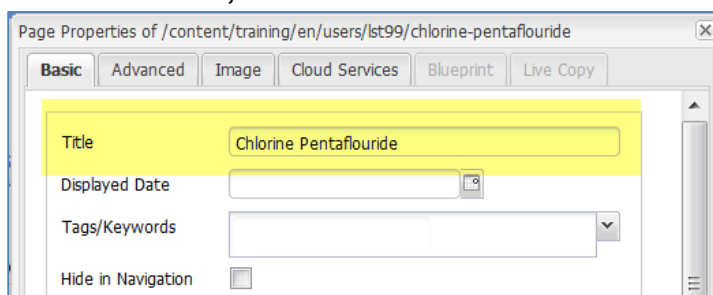 Page Properties of /content/training/en/users/lst99/chlorine-pentaflouride
Basic Advanced Image Cloud Services Blueprint Live Copy
Title Chlorine Pentaflouride
Displayed Date
Tags/Keywords
Hide in Navigation